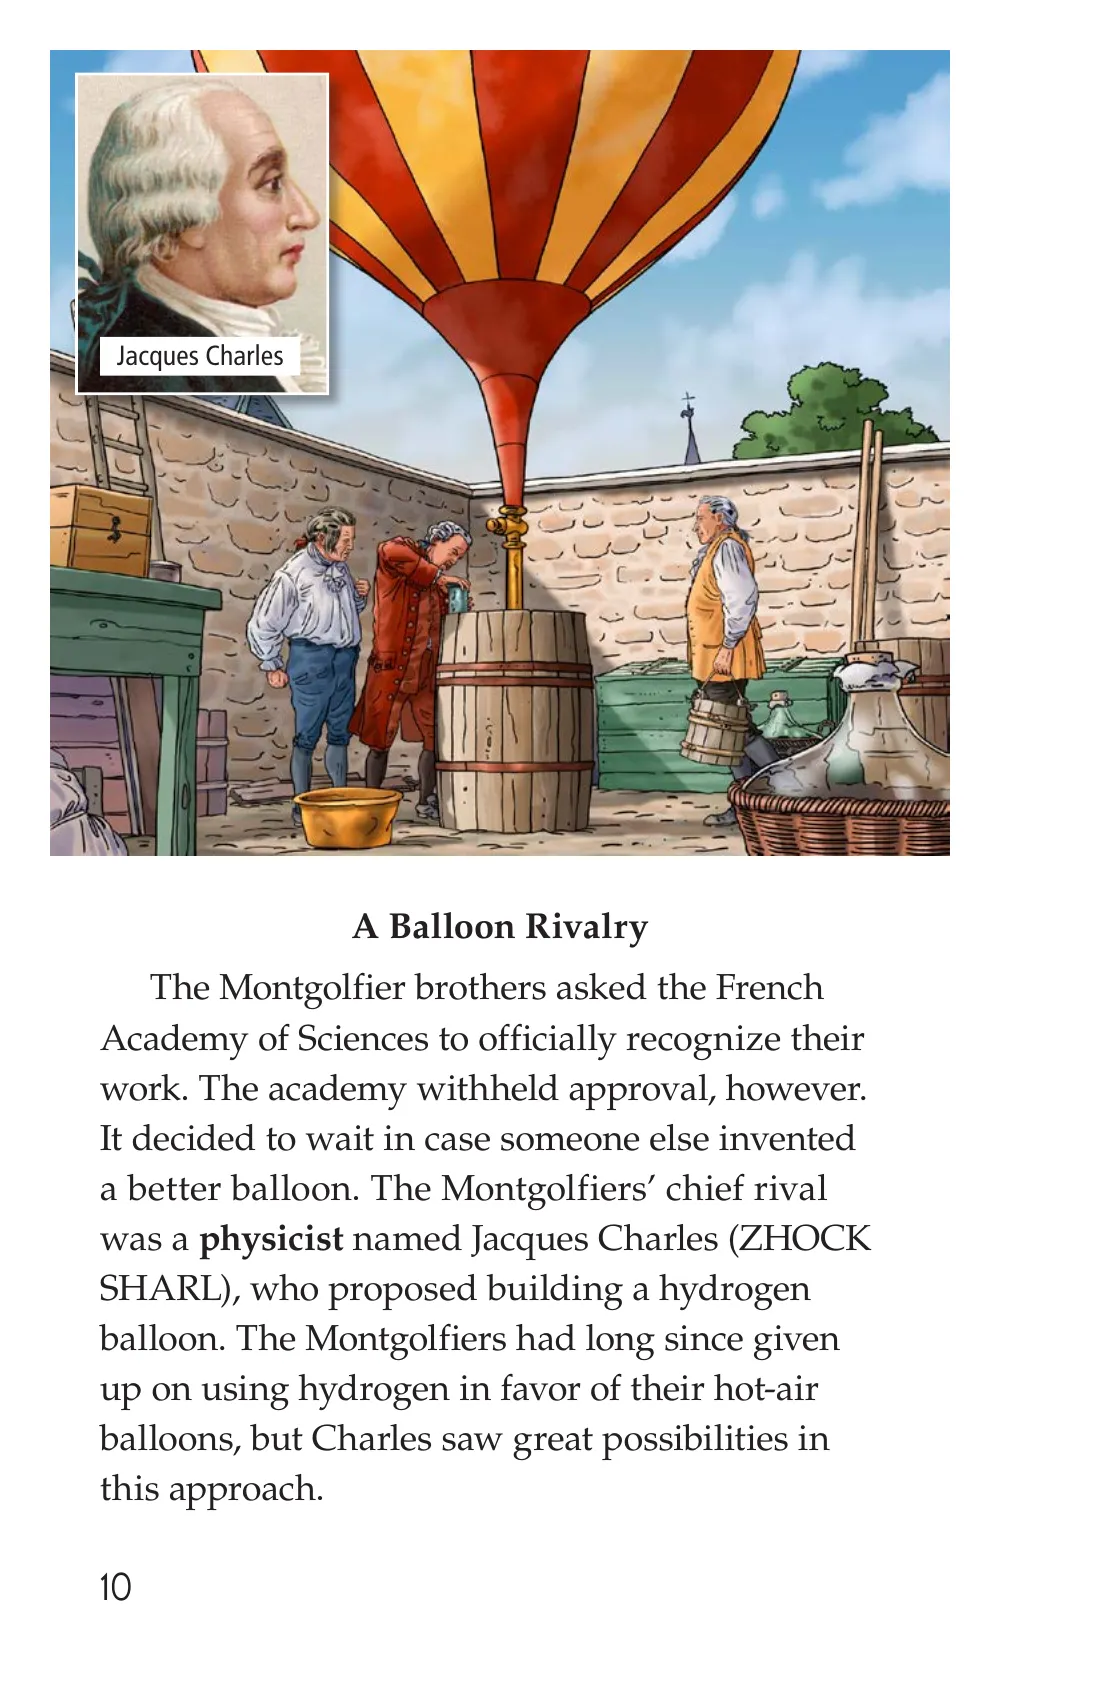 Jacques Charles
A Balloon Rivalry
The Montgolfier brothers asked the French
Academy of Sciences to officially recognize their
work. The academy withheld approval, however.
It decided to wait in case someone else invented
a better balloon. The Montgolfiers’ chief rival
was a physicist named Jacques Charles (ZHOCK
SHARL), who proposed building a hydrogen
balloon. The Montgolfiers had long since given
up on using hydrogen in favor of their hot-air
balloons, but Charles saw great possibilities in
this approach.
10